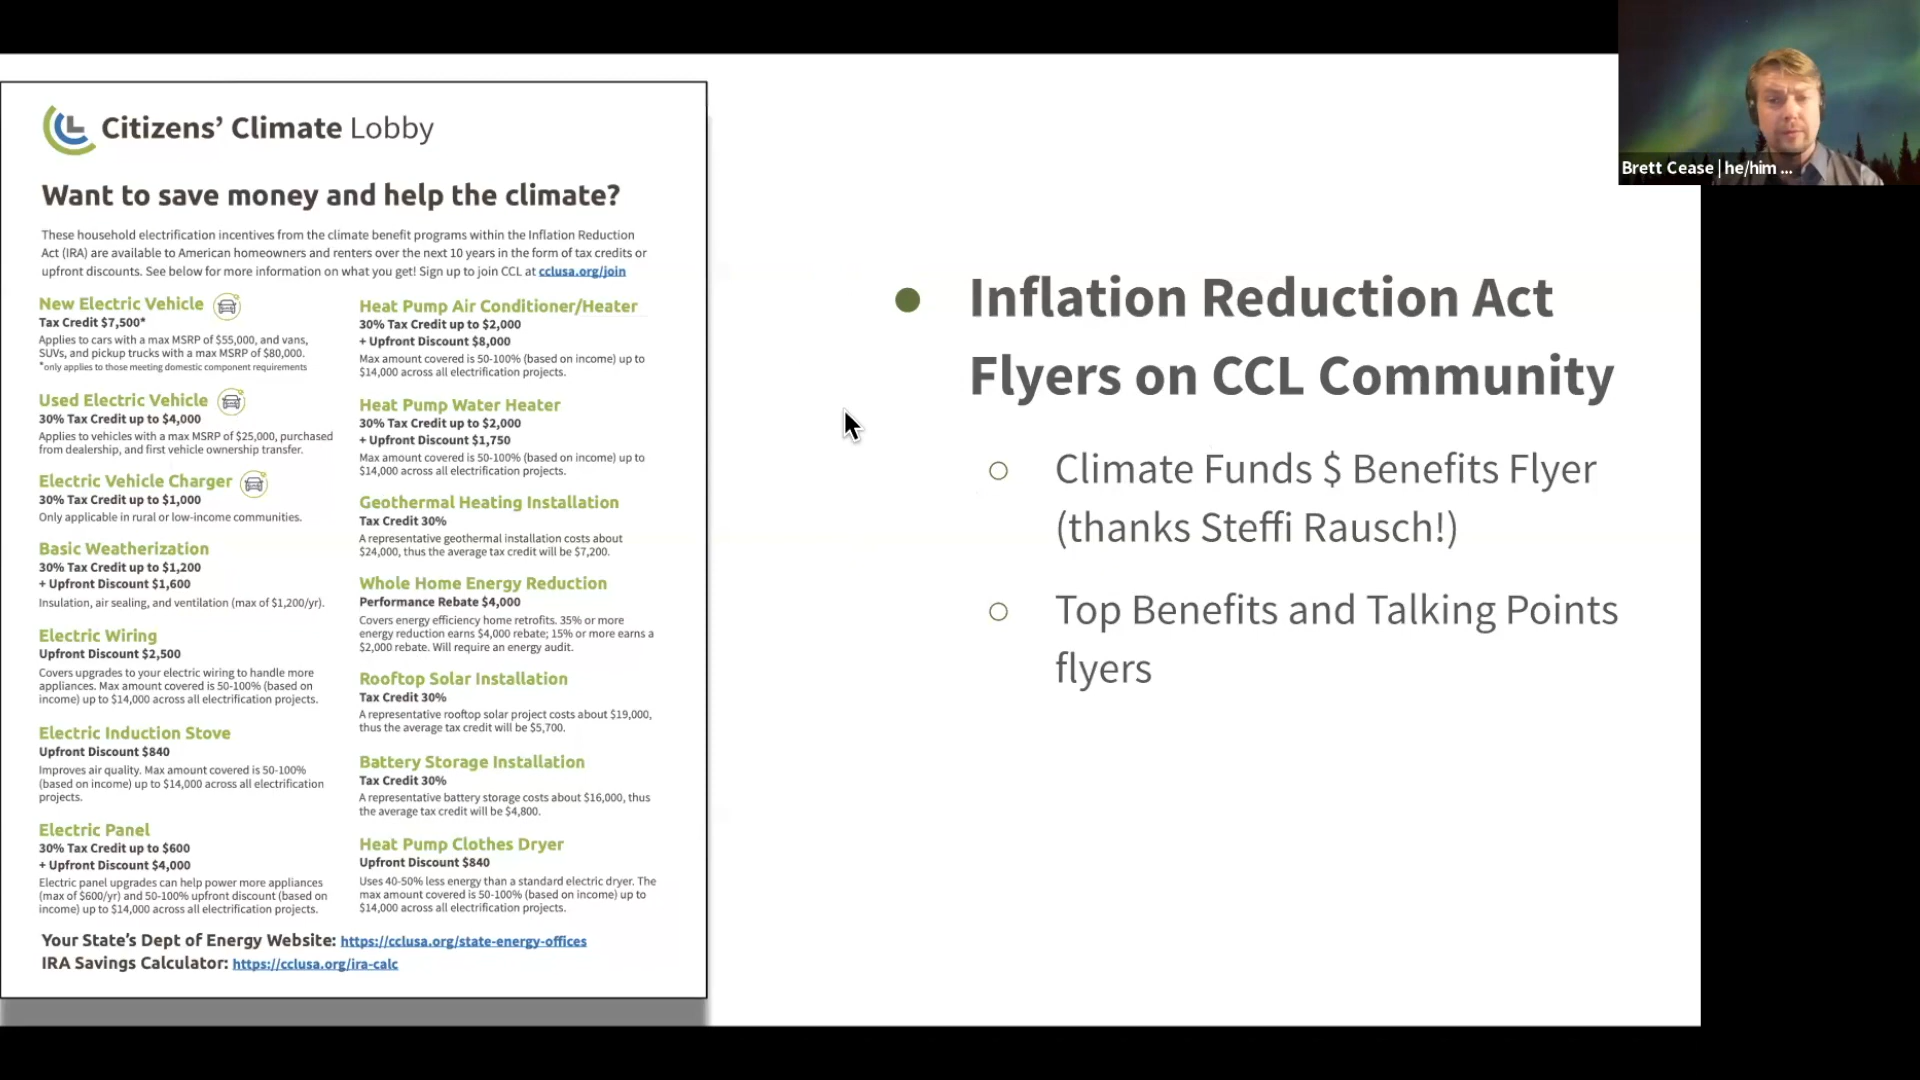 Citizens’ Climate Lobby
Want to save money and help the climate?
These household electrification incentives from the climate benefit programs within the Inflation Reduction
Act (IRA) are available to American homeowners and renters over the next 10 years in the form of tax credits or
upfront discounts. See below for more information on what you get! Sign up to join CCL at cclusa.org/join
New Electric Vehicle
Tax Credit $7,500*
Applies to cars with a max MSRP of $55,000, and vans,
SUVs, and pickup trucks with a max MSRP of $80,000.
*only applies to those meeting domestic component requirements
Used Electric Vehicle
30% Tax Credit up to $4,000
Applies to vehicles with a max MSRP of $25,000, purchased
from dealership, and first vehicle ownership transfer.
Electric Vehicle Charger
30% Tax Credit up to $1,000
Only applicable in rural or low-income communities.
Basic Weatherization
30% Tax Credit up to $1,200
+ Upfront Discount $1,600
Insulation, air sealing, and ventilation (max of $1,200/yr).
Electric Wiring
Upfront Discount $2,500
Covers upgrades to your electric wiring to handle more
appliances. Max amount covered is 50-100% (based on
income) up to $14,000 across all electrification projects.
Electric Induction Stove
Upfront Discount $840
Improves air quality. Max amount covered is 50-100%
(based on income) up to $14,000 across all electrification
projects.
Electric Panel
30% Tax Credit up to $600
+ Upfront Discount $4,000
Electric panel upgrades can help power more appliances
(max of $600/yr) and 50-100% upfront discount (based on
income) up to $14,000 across all electrification projects.
Heat Pump Air Conditioner/Heater
30% Tax Credit up to $2,000
+ Upfront Discount $8,000
Max amount covered is 50-100% (based on income) up to
$14,000 across all electrification projects.
Heat Pump Water Heater
30% Tax Credit up to $2,000
+ Upfront Discount $1,750
Max amount covered is 50-100% (based on income) up to
$14,000 across all electrification projects.
Geothermal Heating Installation
Tax Credit 30%
A representative geothermal installation costs about
$24,000, thus the average tax credit will be $7,200.
Whole Home Energy Reduction
Performance Rebate $4,000
Covers energy efficiency home retrofits. 35% or more
energy reduction earns $4,000 rebate; 15% or more earns a
$2,000 rebate. Will require an energy audit.
Rooftop Solar Installation
Tax Credit 30%
A representative rooftop solar project costs about $19,000,
thus the average tax credit will be $5,700.
Battery Storage Installation
Tax Credit 30%
A representative battery storage costs about $16,000, thus
the average tax credit will be $4,800.
Heat Pump Clothes Dryer
Upfront Discount $840
Uses 40-50% less energy than a standard electric dryer. The
max amount covered is 50-100% (based on income) up to
$14,000 across all electrification projects.
Your State’s Dept of Energy Website: https://cclusa.org/state-energy-offices
IRA Savings Calculator: https://cclusa.org/ira-calc
Inflation Reduction Act
Flyers on CCL Community
Climate Funds $ Benefits Flyer
(thanks Steffi Rausch!)
Top Benefits and Talking Points
flyers
Brett Cease | he/him ...